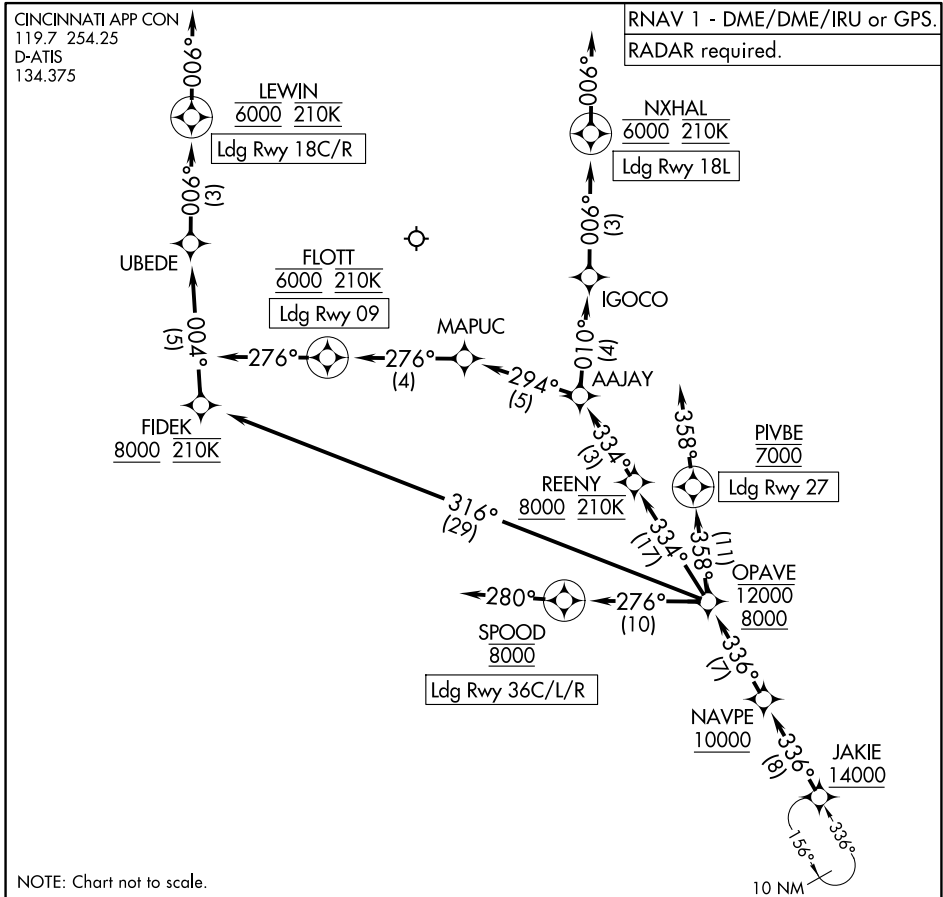 CINCINNATI APP CON
119.7 254.25
D-ATIS
134.375
RNAV 1 - DME/DME/IRU or GPS.
RADAR required.
006°
LEWIN
6000 210K
Ldg Rwy 18C/R
006°
(3)
UBEDE
004°
(5)
FIDEK
8000 210K
276°
FLOTT
6000 210K
Ldg Rwy 09
276°
(4)
MAPUC
294°
(5)
006°
NXHAL
6000 210K
Ldg Rwy 18L
006°
(3)
IGOCO
010°
(4)
AAJAY
334°
(3)
REENY
8000 210K
334°
(17)
358°
PIVBE
7000
Ldg Rwy 27
358°
(11)
316°
(29)
OPAVE
12000
8000
280°
276°
(10)
SPOOD
8000
Ldg Rwy 36C/L/R
336°
(7)
NAVPE
10000
336°
(8)
JAKIE
14000
336°
156°
10 NM
NOTE: Chart not to scale.